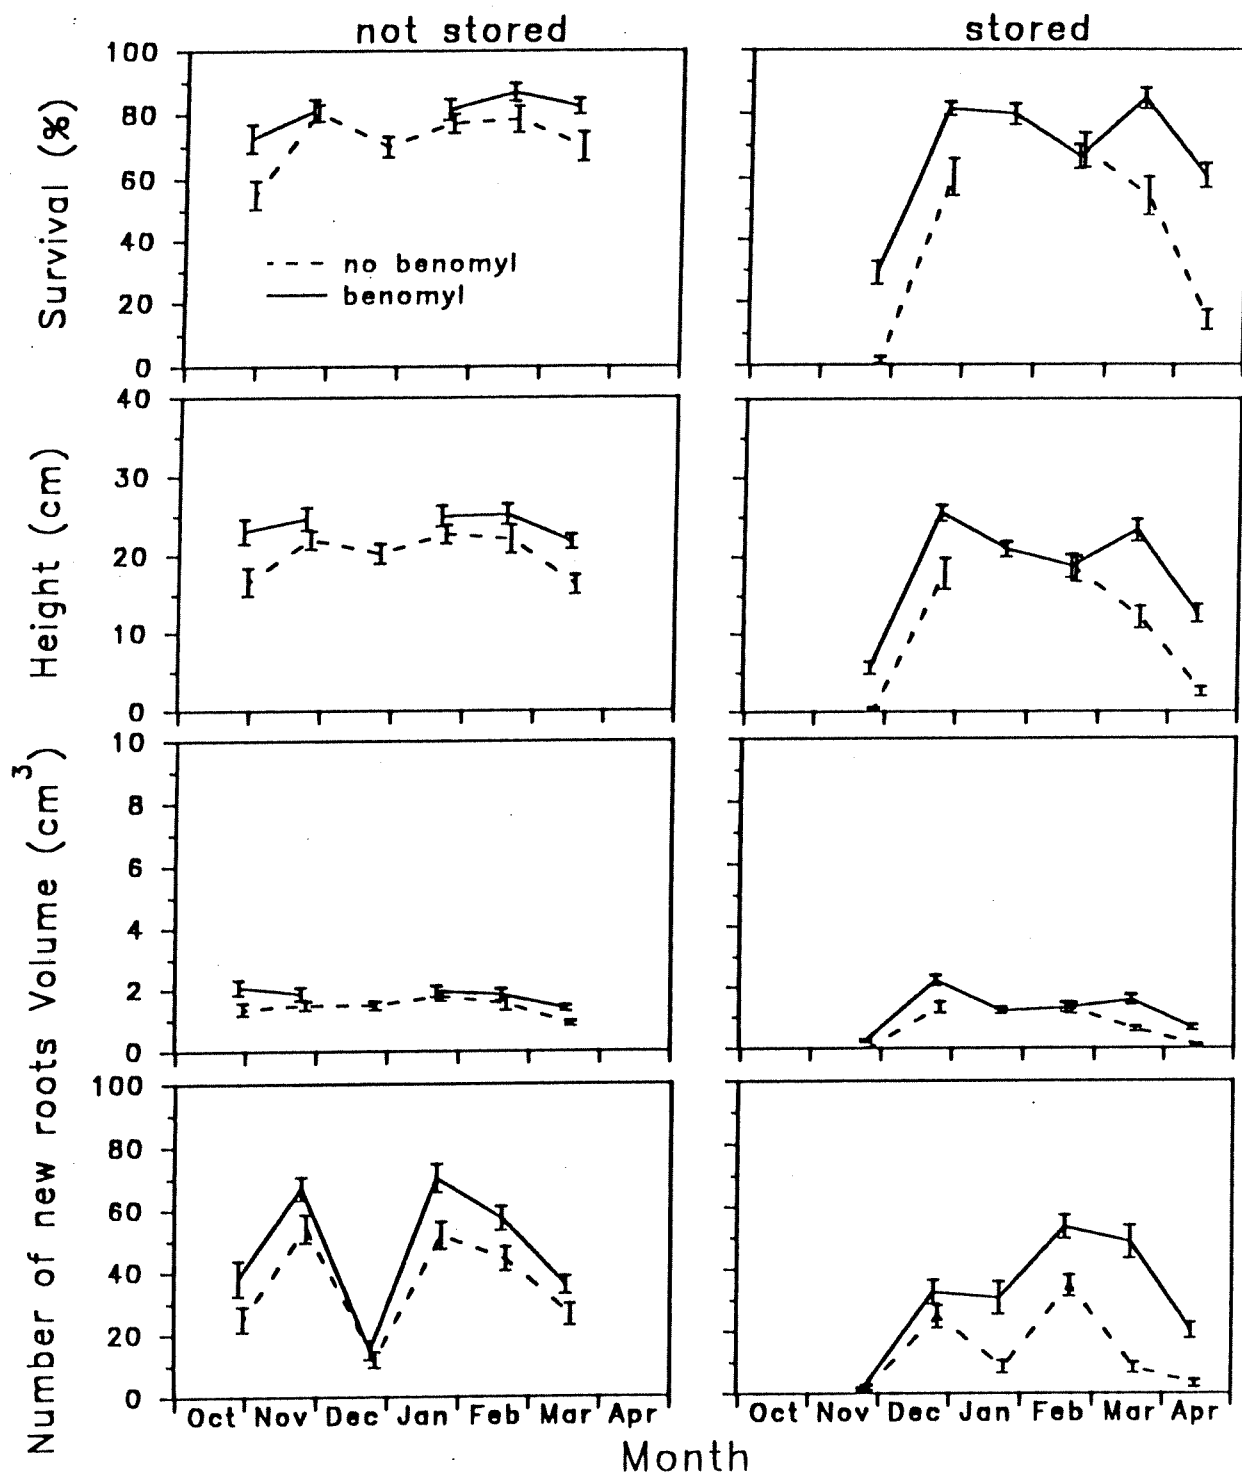 not stored
stored
Survival (%)
100
80
60
40
20
0
no benomyl
benomyl
Height (cm)
40
30
20
10
0
Volume (cm³)
10
8
6
4
2
0
Number of new roots
100
80
60
40
20
0
Oct Nov Dec Jan Feb Mar Apr
Oct Nov Dec Jan Feb Mar Apr
Month